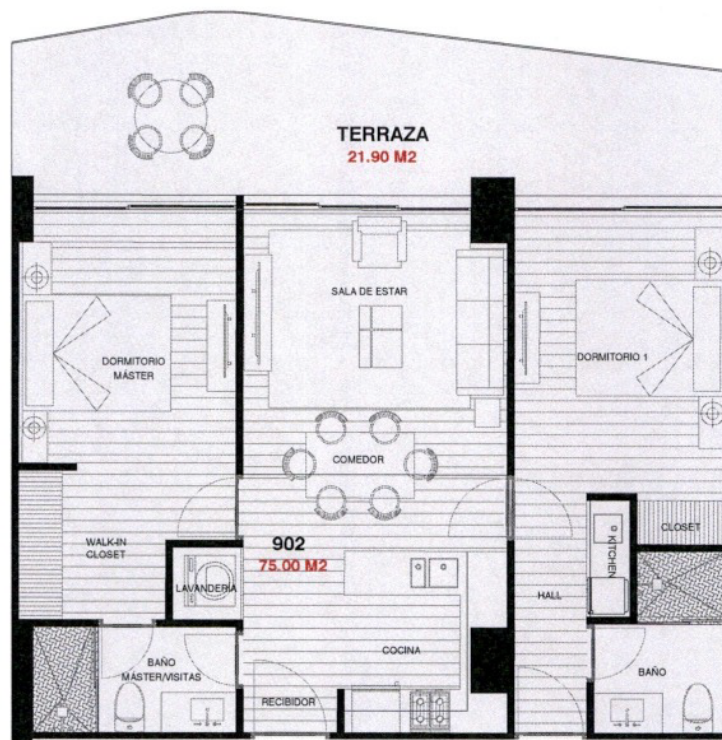 TERRAZA
21.90 M2
SALA DE ESTAR
DORMITORIO
MÁSTER
DORMITORIO 1
COMEDOR
WALK-IN
CLOSET
902
75.00 M2
CLOSET
KITCHEN
LAVANDERÍA
HALL
COCINA
BAÑO
MÁSTER/VISITAS
BAÑO
RECIBIDOR